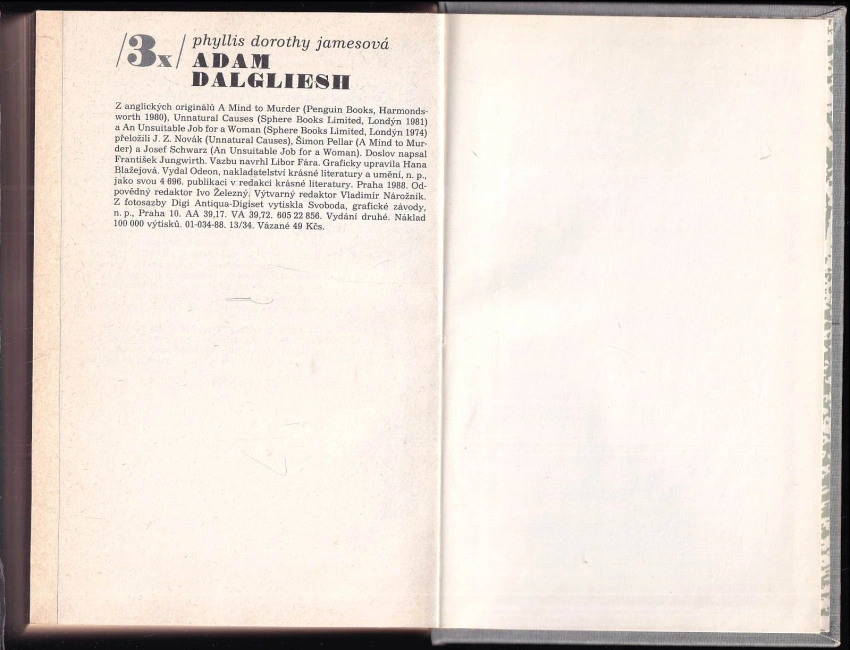 /3x/ phyllis dorothy jamesová
ADAM
DALGLIESH
Z anglických originálů A Mind to Murder (Penguin Books, Harmonds-
worth 1980), Unnatural Causes (Sphere Books Limited, Londýn 1981)
a An Unsuitable Job for a Woman (Sphere Books Limited, Londýn 1974)
přeložili J. Z. Novák (Unnatural Causes), Šimon Pellar (A Mind to Mur-
der) a Josef Schwarz (An Unsuitable Job for a Woman). Doslov napsal
František Jungwirth. Vazbu navrhl Libor Fára. Graficky upravila Hana
Blažejová. Vydal Odeon, nakladatelství krásné literatury a umění, n. p.,
jako svou 4 696. publikaci v redakci krásné literatury. Praha 1988. Od-
povědný redaktor Ivo Železný. Výtvarný redaktor Vladimír Nárožník.
Z fotosazby Digi Antiqua-Digiset vytiskla Svoboda, grafické závody,
n. p., Praha 10. AA 39,17. VA 39,72. 605 22 856. Vydání druhé. Náklad
100 000 výtisků. 01-034-88. 13/34. Vázané 49 Kčs.